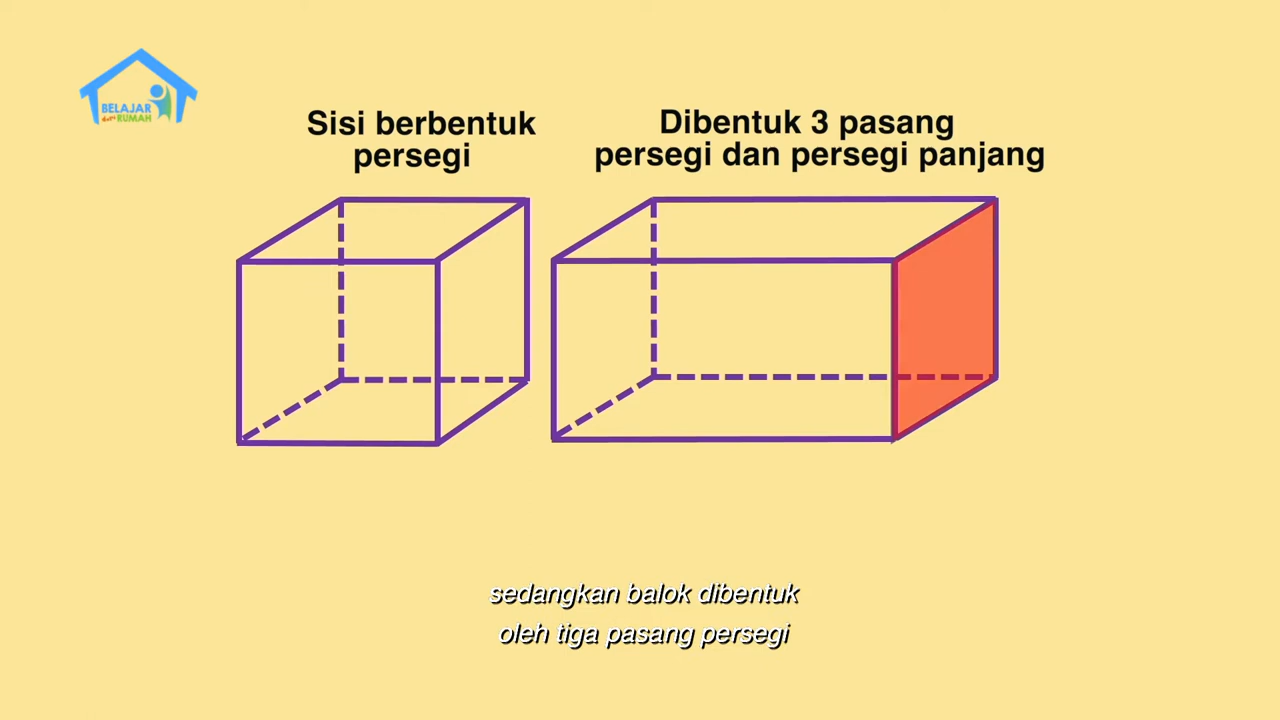 BELAJAR
dari RUMAH
Sisi berbentuk
persegi
Dibentuk 3 pasang
persegi dan persegi panjang
sedangkan balok dibentuk
oleh tiga pasang persegi